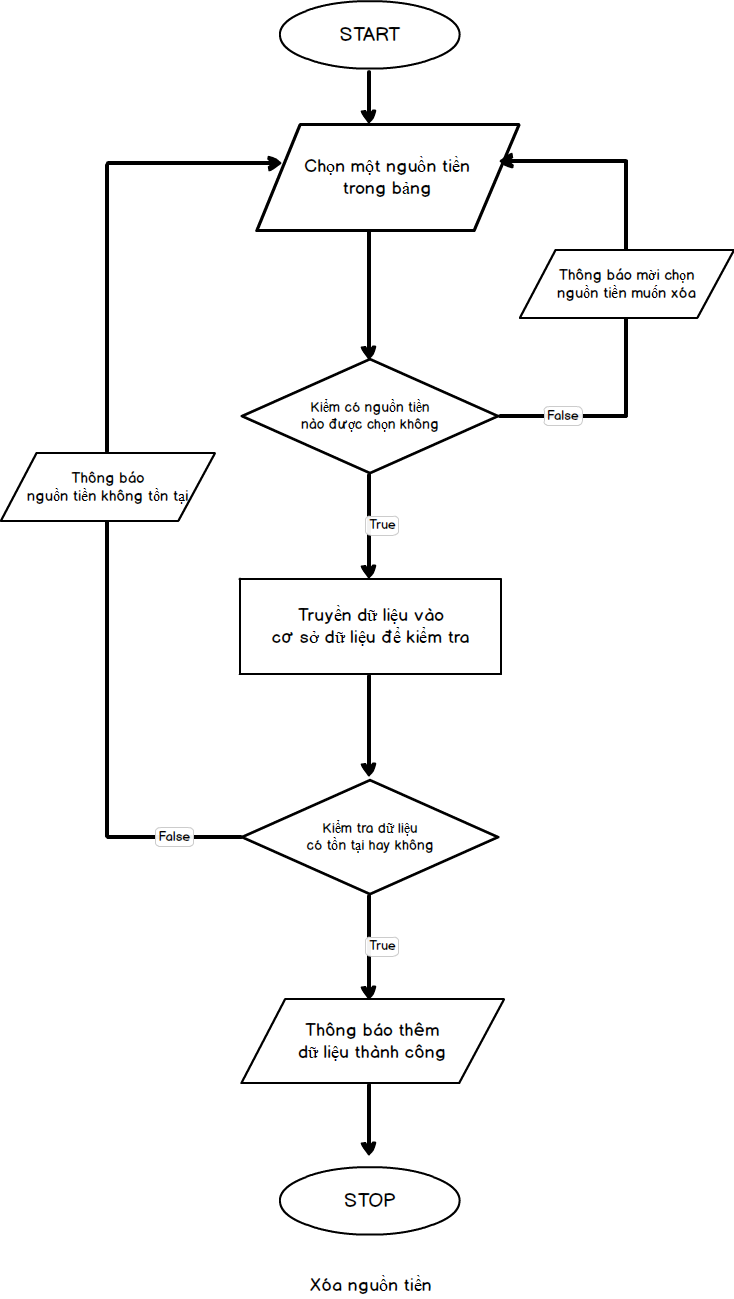 START
Chọn một nguồn tiền
trong bảng
Thông báo mời chọn
nguồn tiền muốn xóa
Kiểm có nguồn tiền
nào được chọn không
False
Thông báo
nguồn tiền không tồn tại
True
Truyền dữ liệu vào
cơ sở dữ liệu để kiểm tra
Kiểm tra dữ liệu
có tồn tại hay không
False
True
Thông báo thêm
dữ liệu thành công
STOP
Xóa nguồn tiền